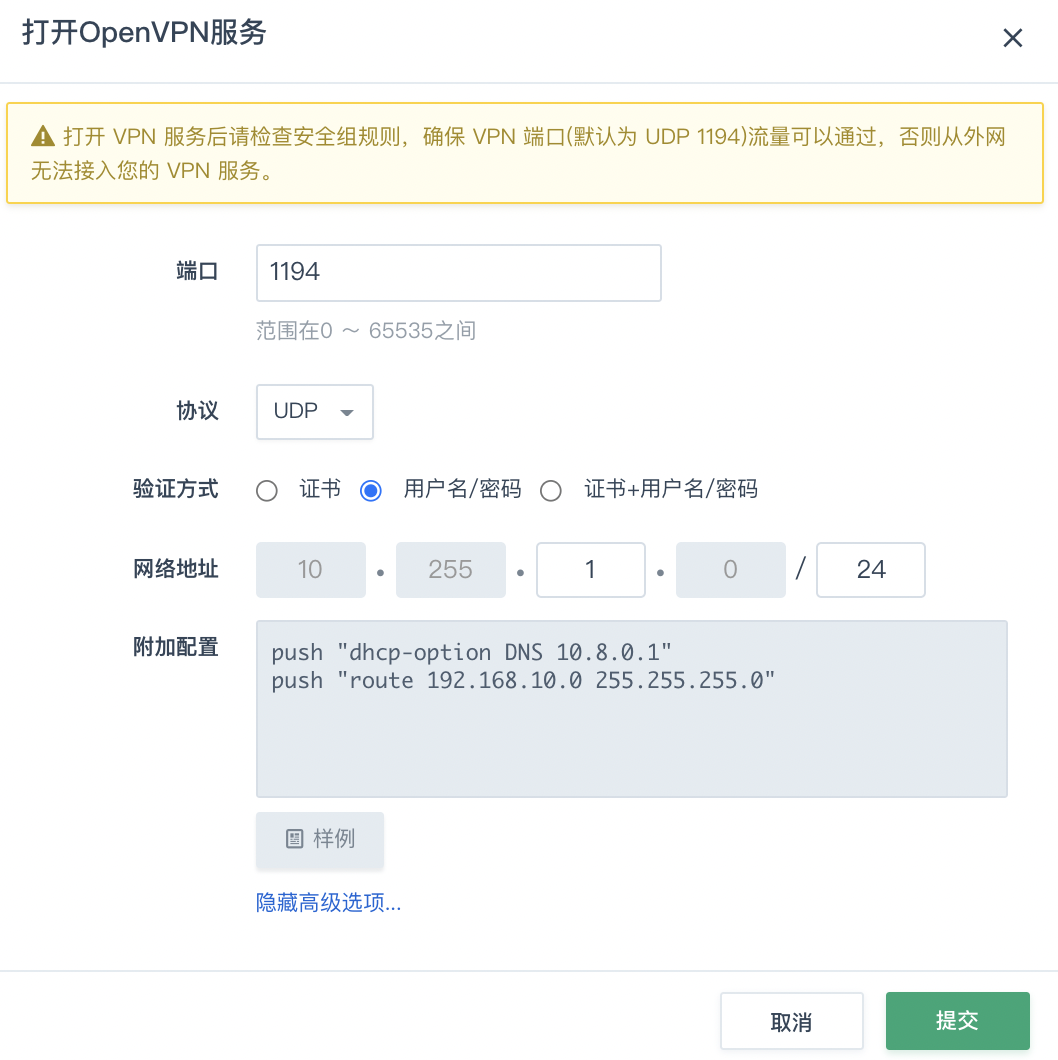 打开OpenVPN服务
打开 VPN 服务后请检查安全组规则，确保 VPN 端口(默认为 UDP 1194)流量可以通过，否则从外网
无法接入您的 VPN 服务。
端口 1194
范围在0 ～ 65535之间
协议 UDP
验证方式 证书 用户名/密码 证书+用户名/密码
网络地址 10 . 255 . 1 . 0 / 24
附加配置 push "dhcp-option DNS 10.8.0.1"
push "route 192.168.10.0 255.255.255.0"
样例
隐藏高级选项...
取消 提交